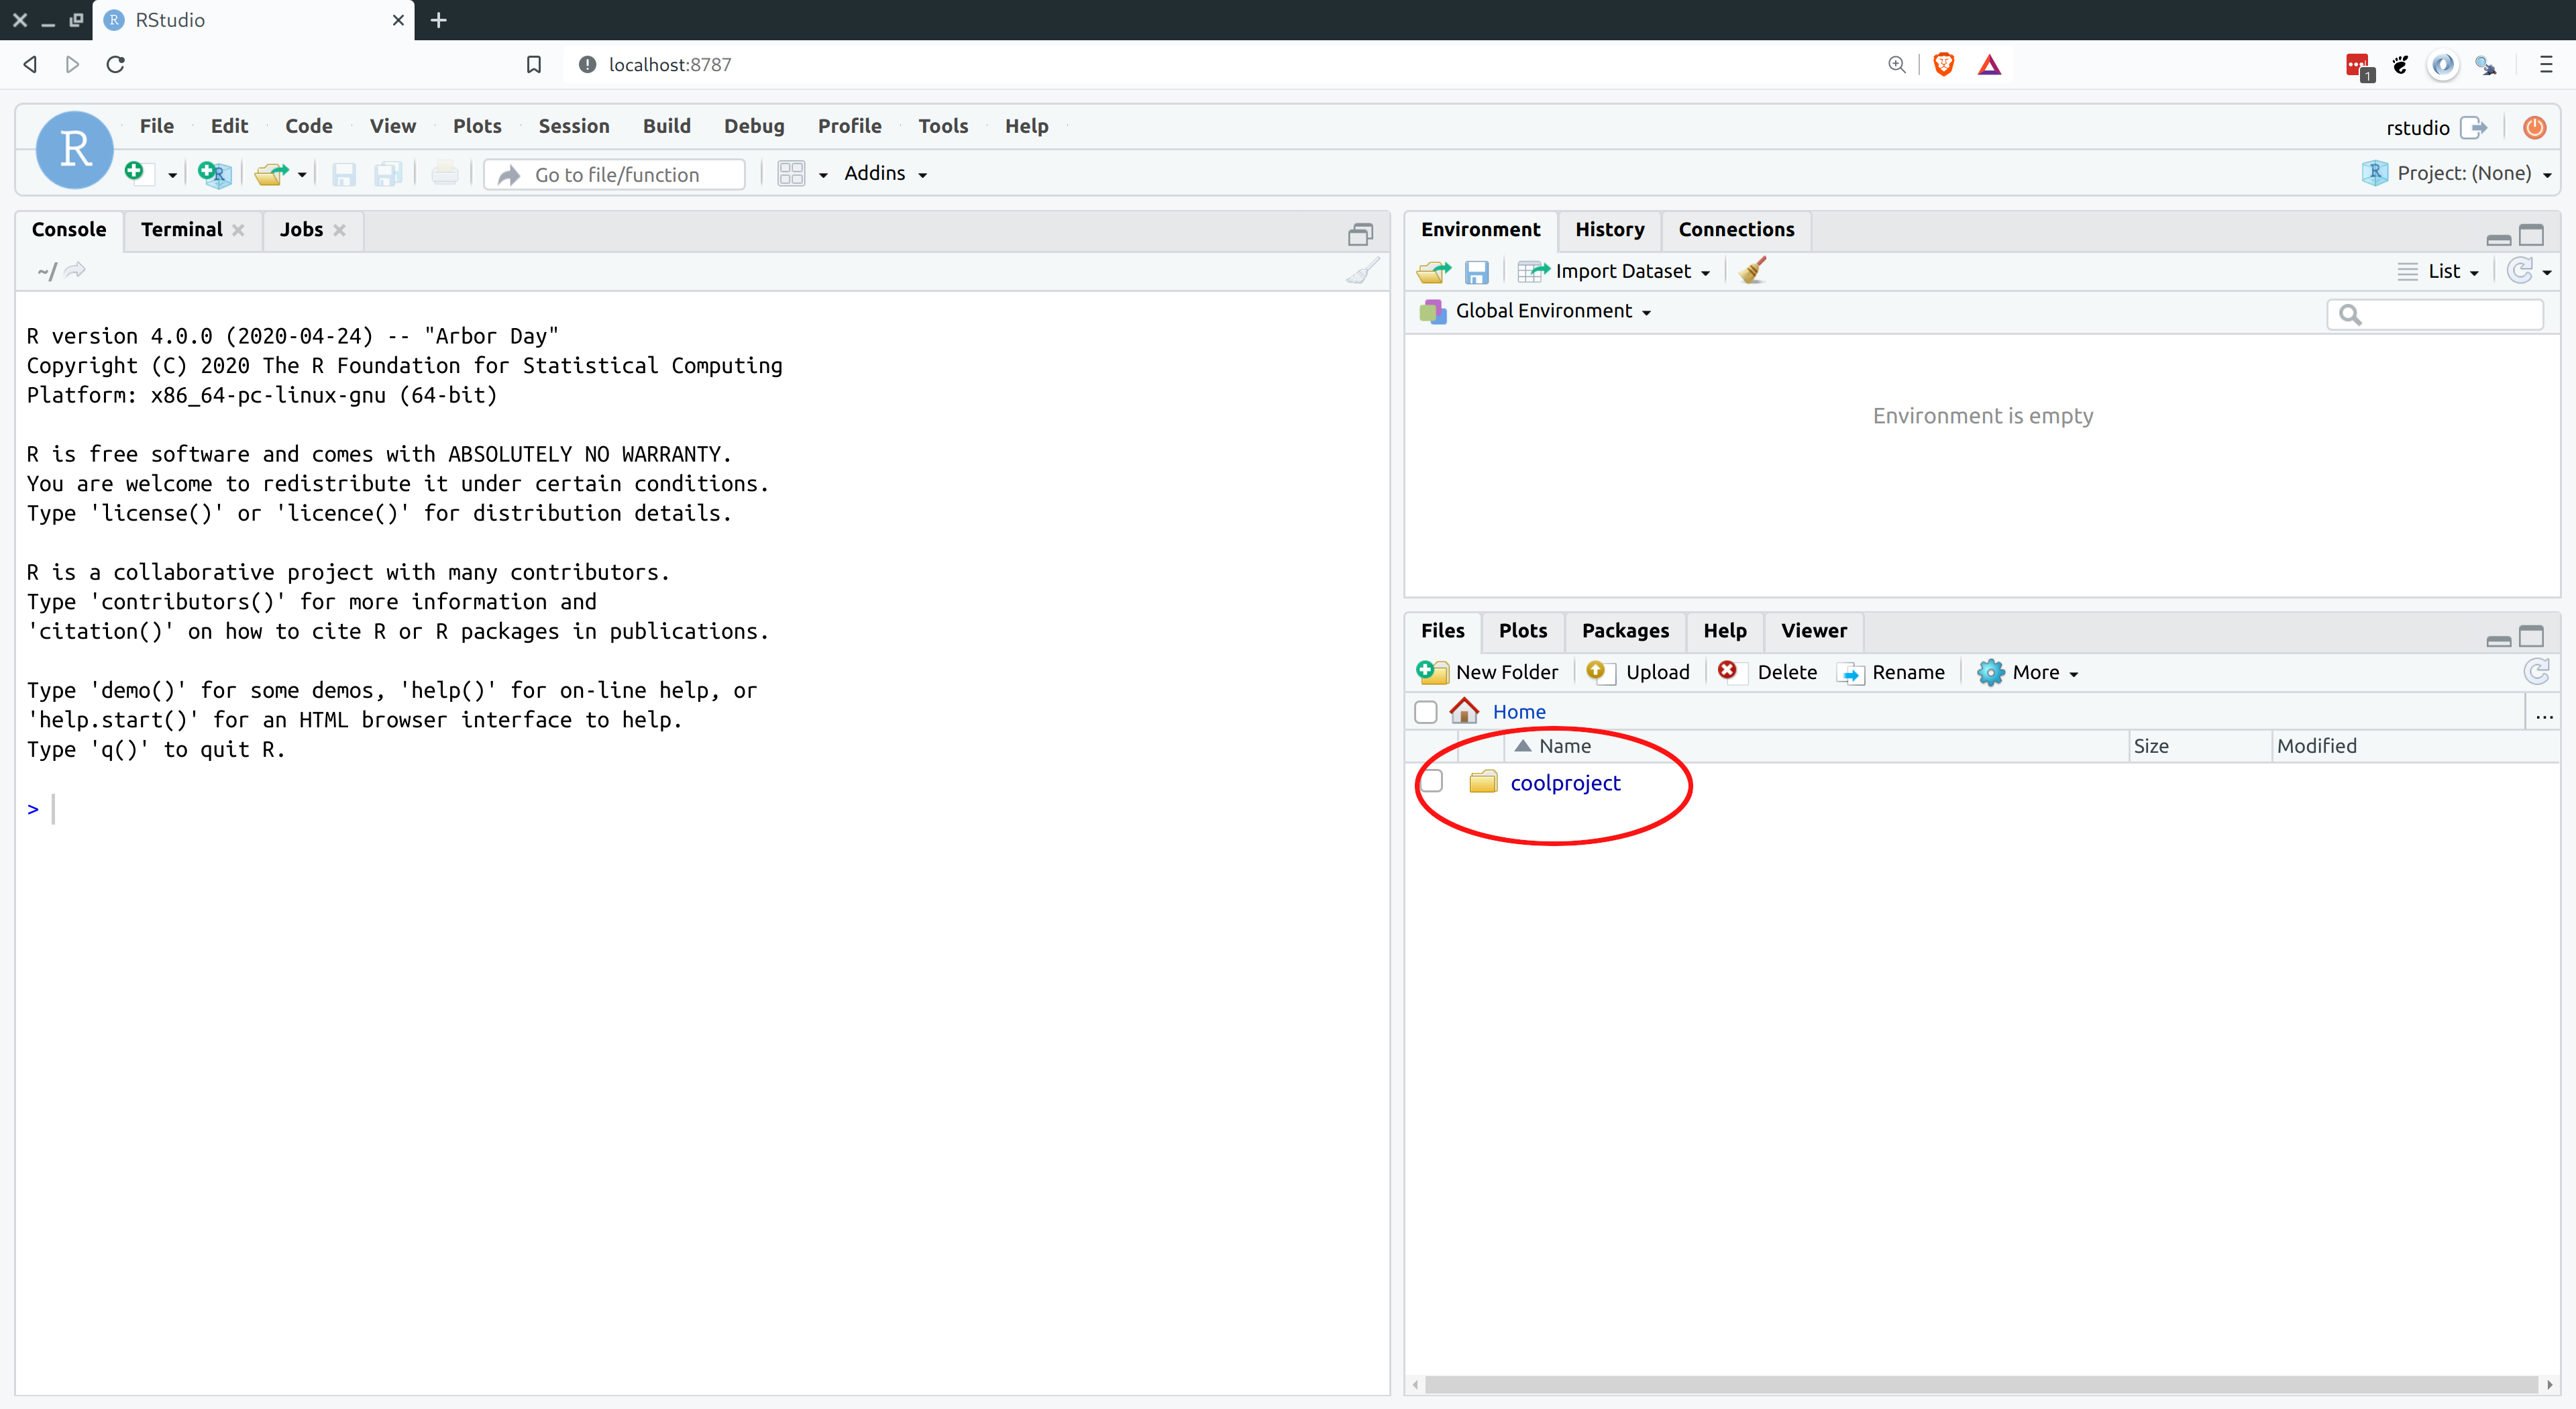 RStudio
localhost:8787
1
R
File Edit Code View Plots Session Build Debug Profile Tools Help
rstudio
Go to file/function
Addins
Project: (None)
Console Terminal Jobs
~/
R version 4.0.0 (2020-04-24) -- "Arbor Day"
Copyright (C) 2020 The R Foundation for Statistical Computing
Platform: x86_64-pc-linux-gnu (64-bit)
R is free software and comes with ABSOLUTELY NO WARRANTY.
You are welcome to redistribute it under certain conditions.
Type 'license()' or 'licence()' for distribution details.
R is a collaborative project with many contributors.
Type 'contributors()' for more information and
'citation()' on how to cite R or R packages in publications.
Type 'demo()' for some demos, 'help()' for on-line help, or
'help.start()' for an HTML browser interface to help.
Type 'q()' to quit R.
>
Environment History Connections
Import Dataset
List
Global Environment
Environment is empty
Files Plots Packages Help Viewer
New Folder Upload Delete Rename More
Home
...
Name Size Modified
coolproject